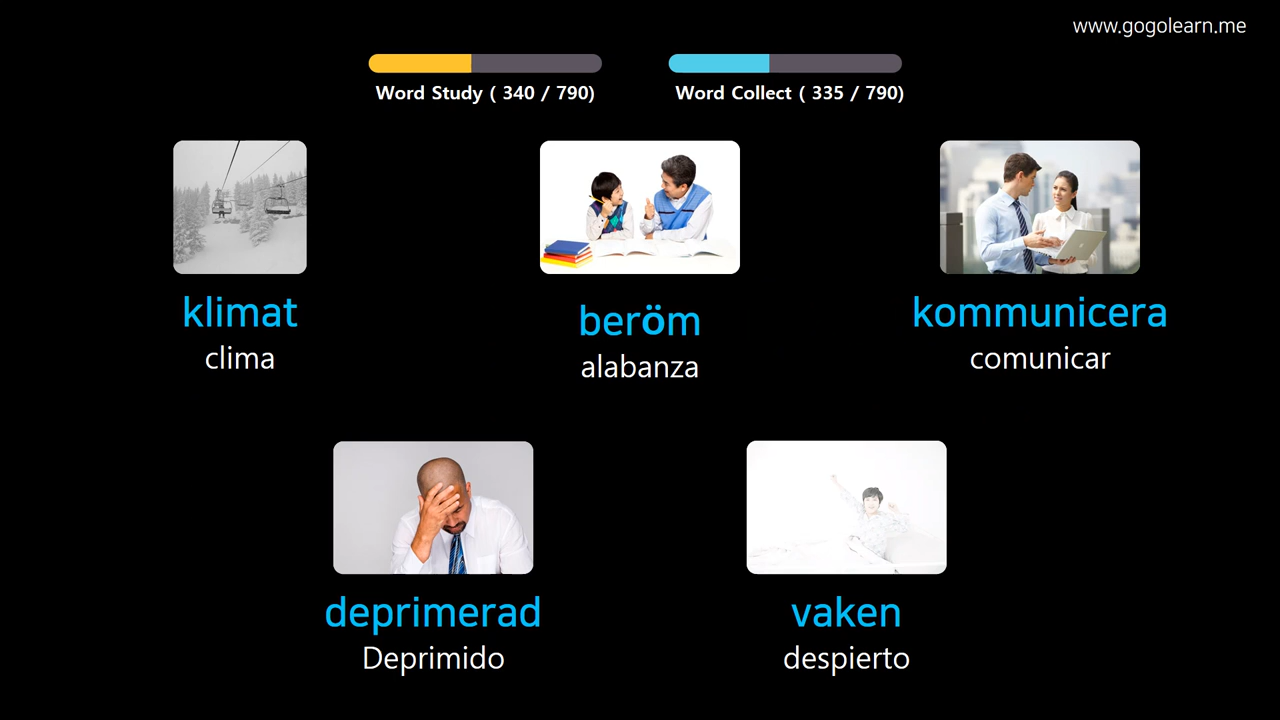 www.gogolearn.me
Word Study ( 340 / 790)
Word Collect ( 335 / 790)
klimat
clima
beröm
alabanza
kommunicera
comunicar
deprimerad
Deprimido
vaken
despierto